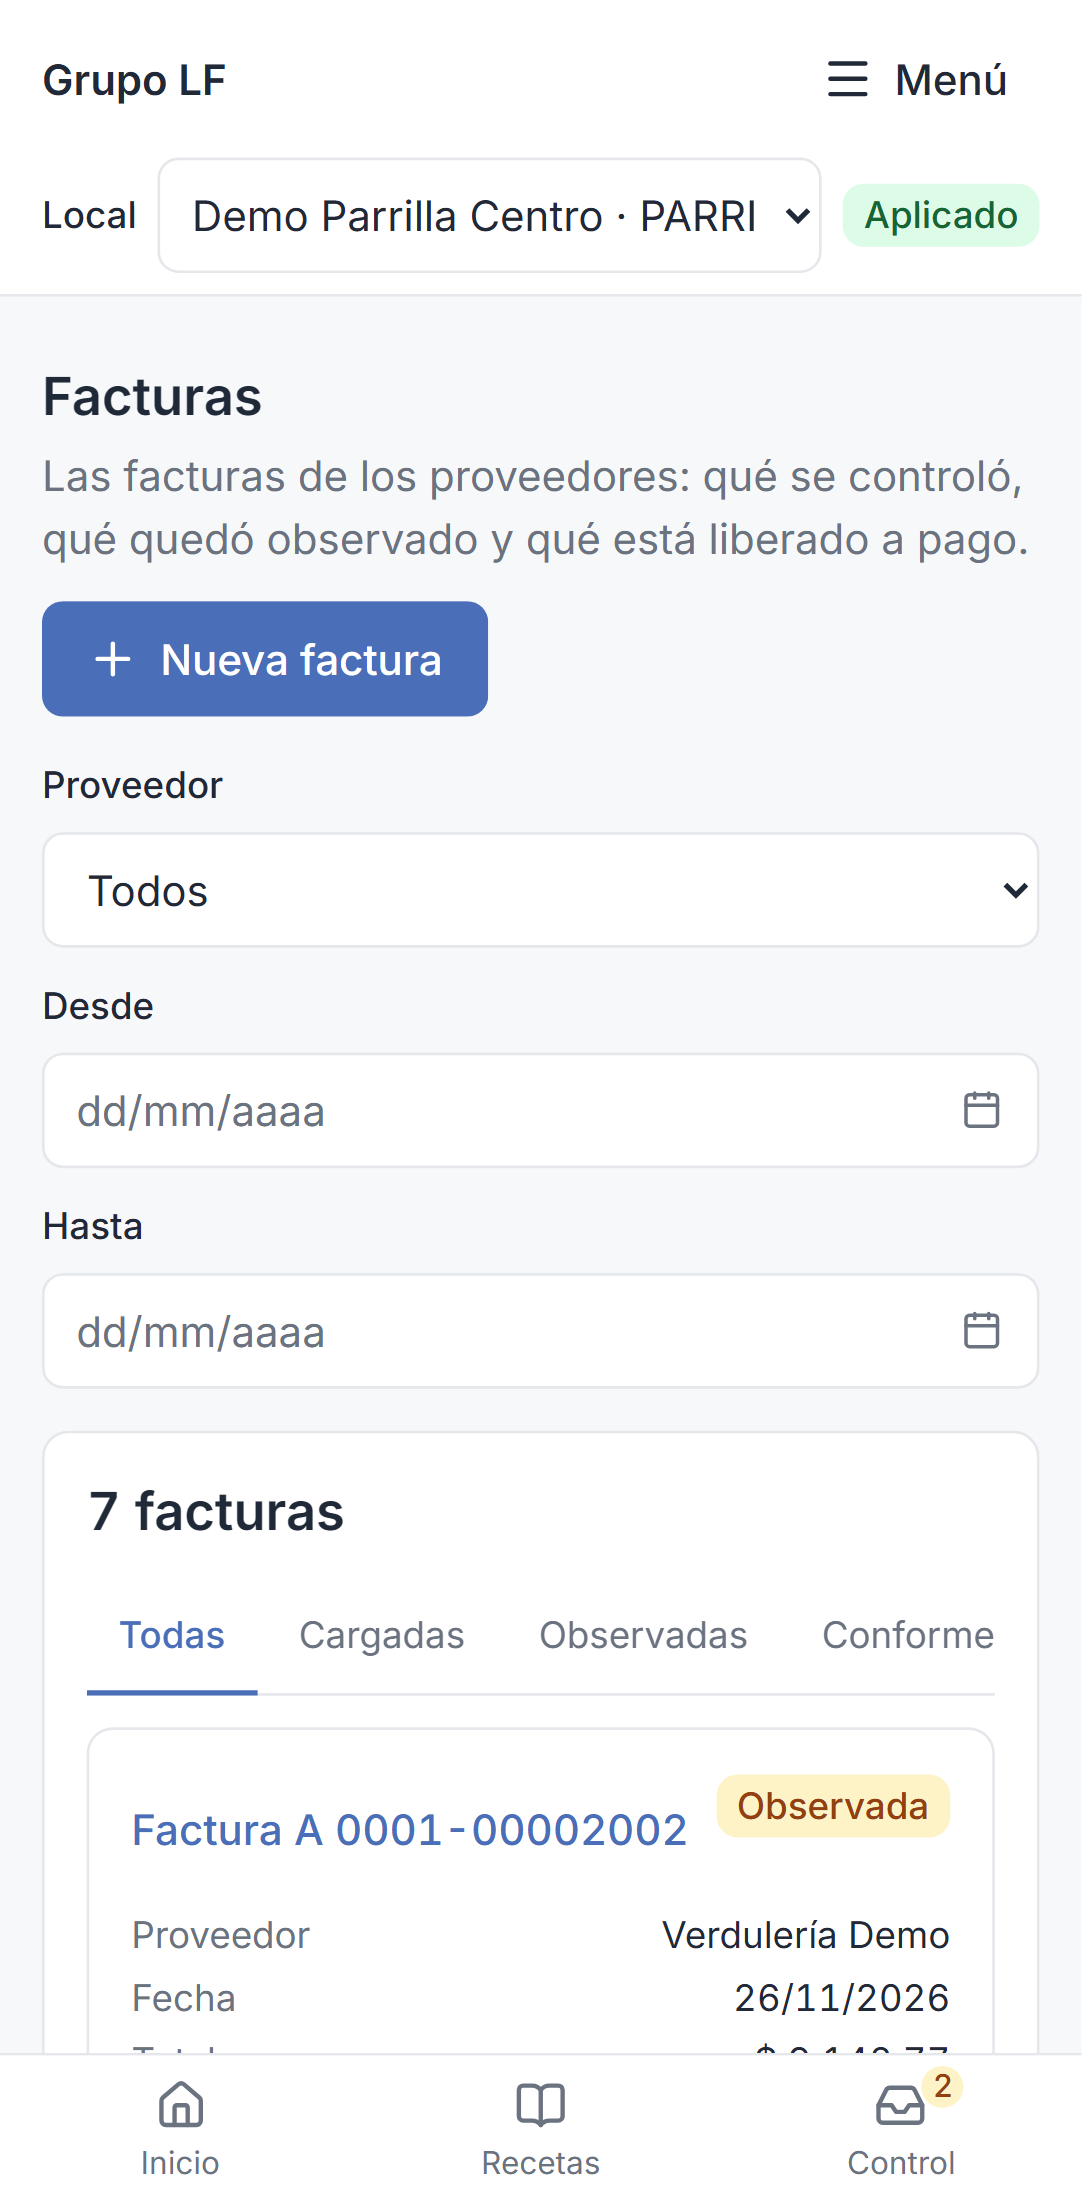 Grupo LF
Menú
Local
Demo Parrilla Centro · PARRI
Aplicado
Facturas
Las facturas de los proveedores: qué se controló,
qué quedó observado y qué está liberado a pago.
Nueva factura
Proveedor
Todos
Desde
dd/mm/aaaa
Hasta
dd/mm/aaaa
7 facturas
Todas Cargadas Observadas Conforme
Factura A 0001-00002002
Observada
Proveedor Verdulería Demo
Fecha 26/11/2026
2
Inicio Recetas Control